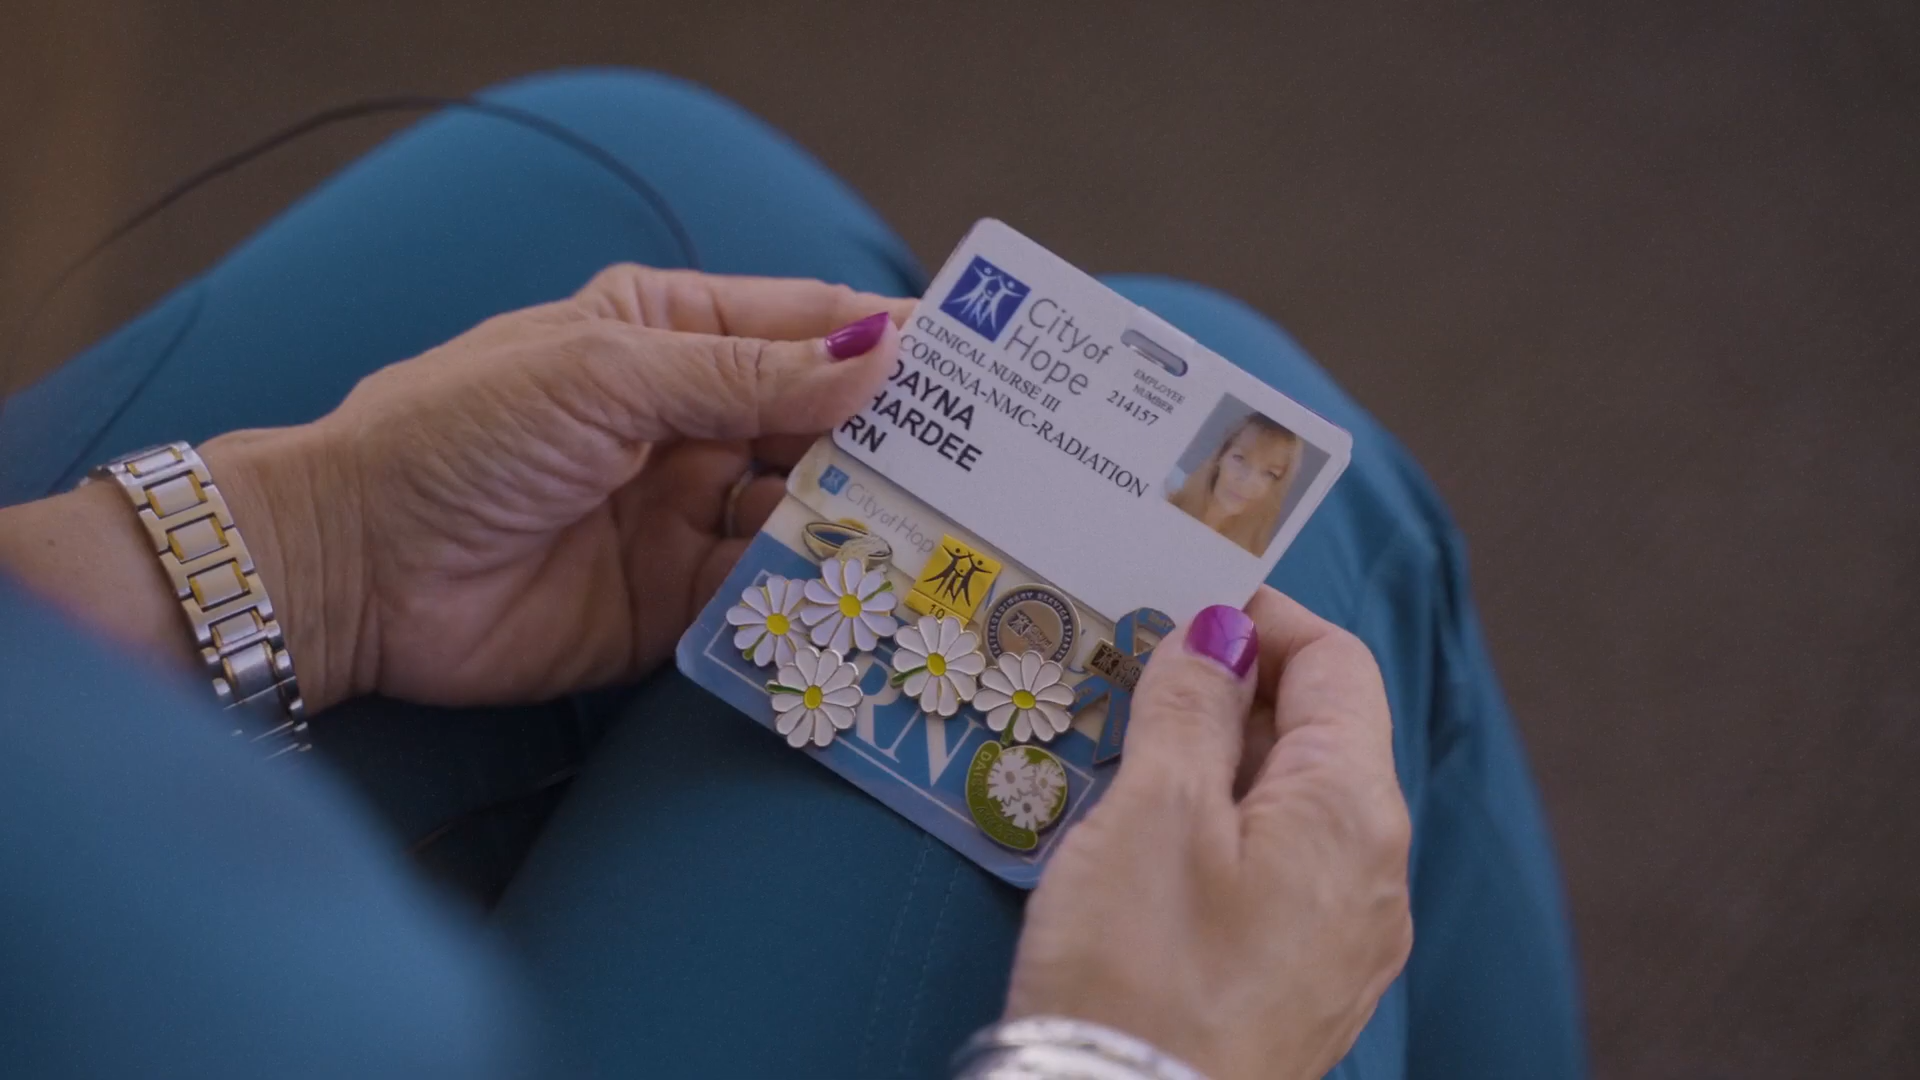 City of
Hope
CLINICAL NURSE III
CORONA-NMC-RADIATION
DAYNA
HARDEE
RN
EMPLOYEE
NUMBER
214157
City of Hop
10
RN